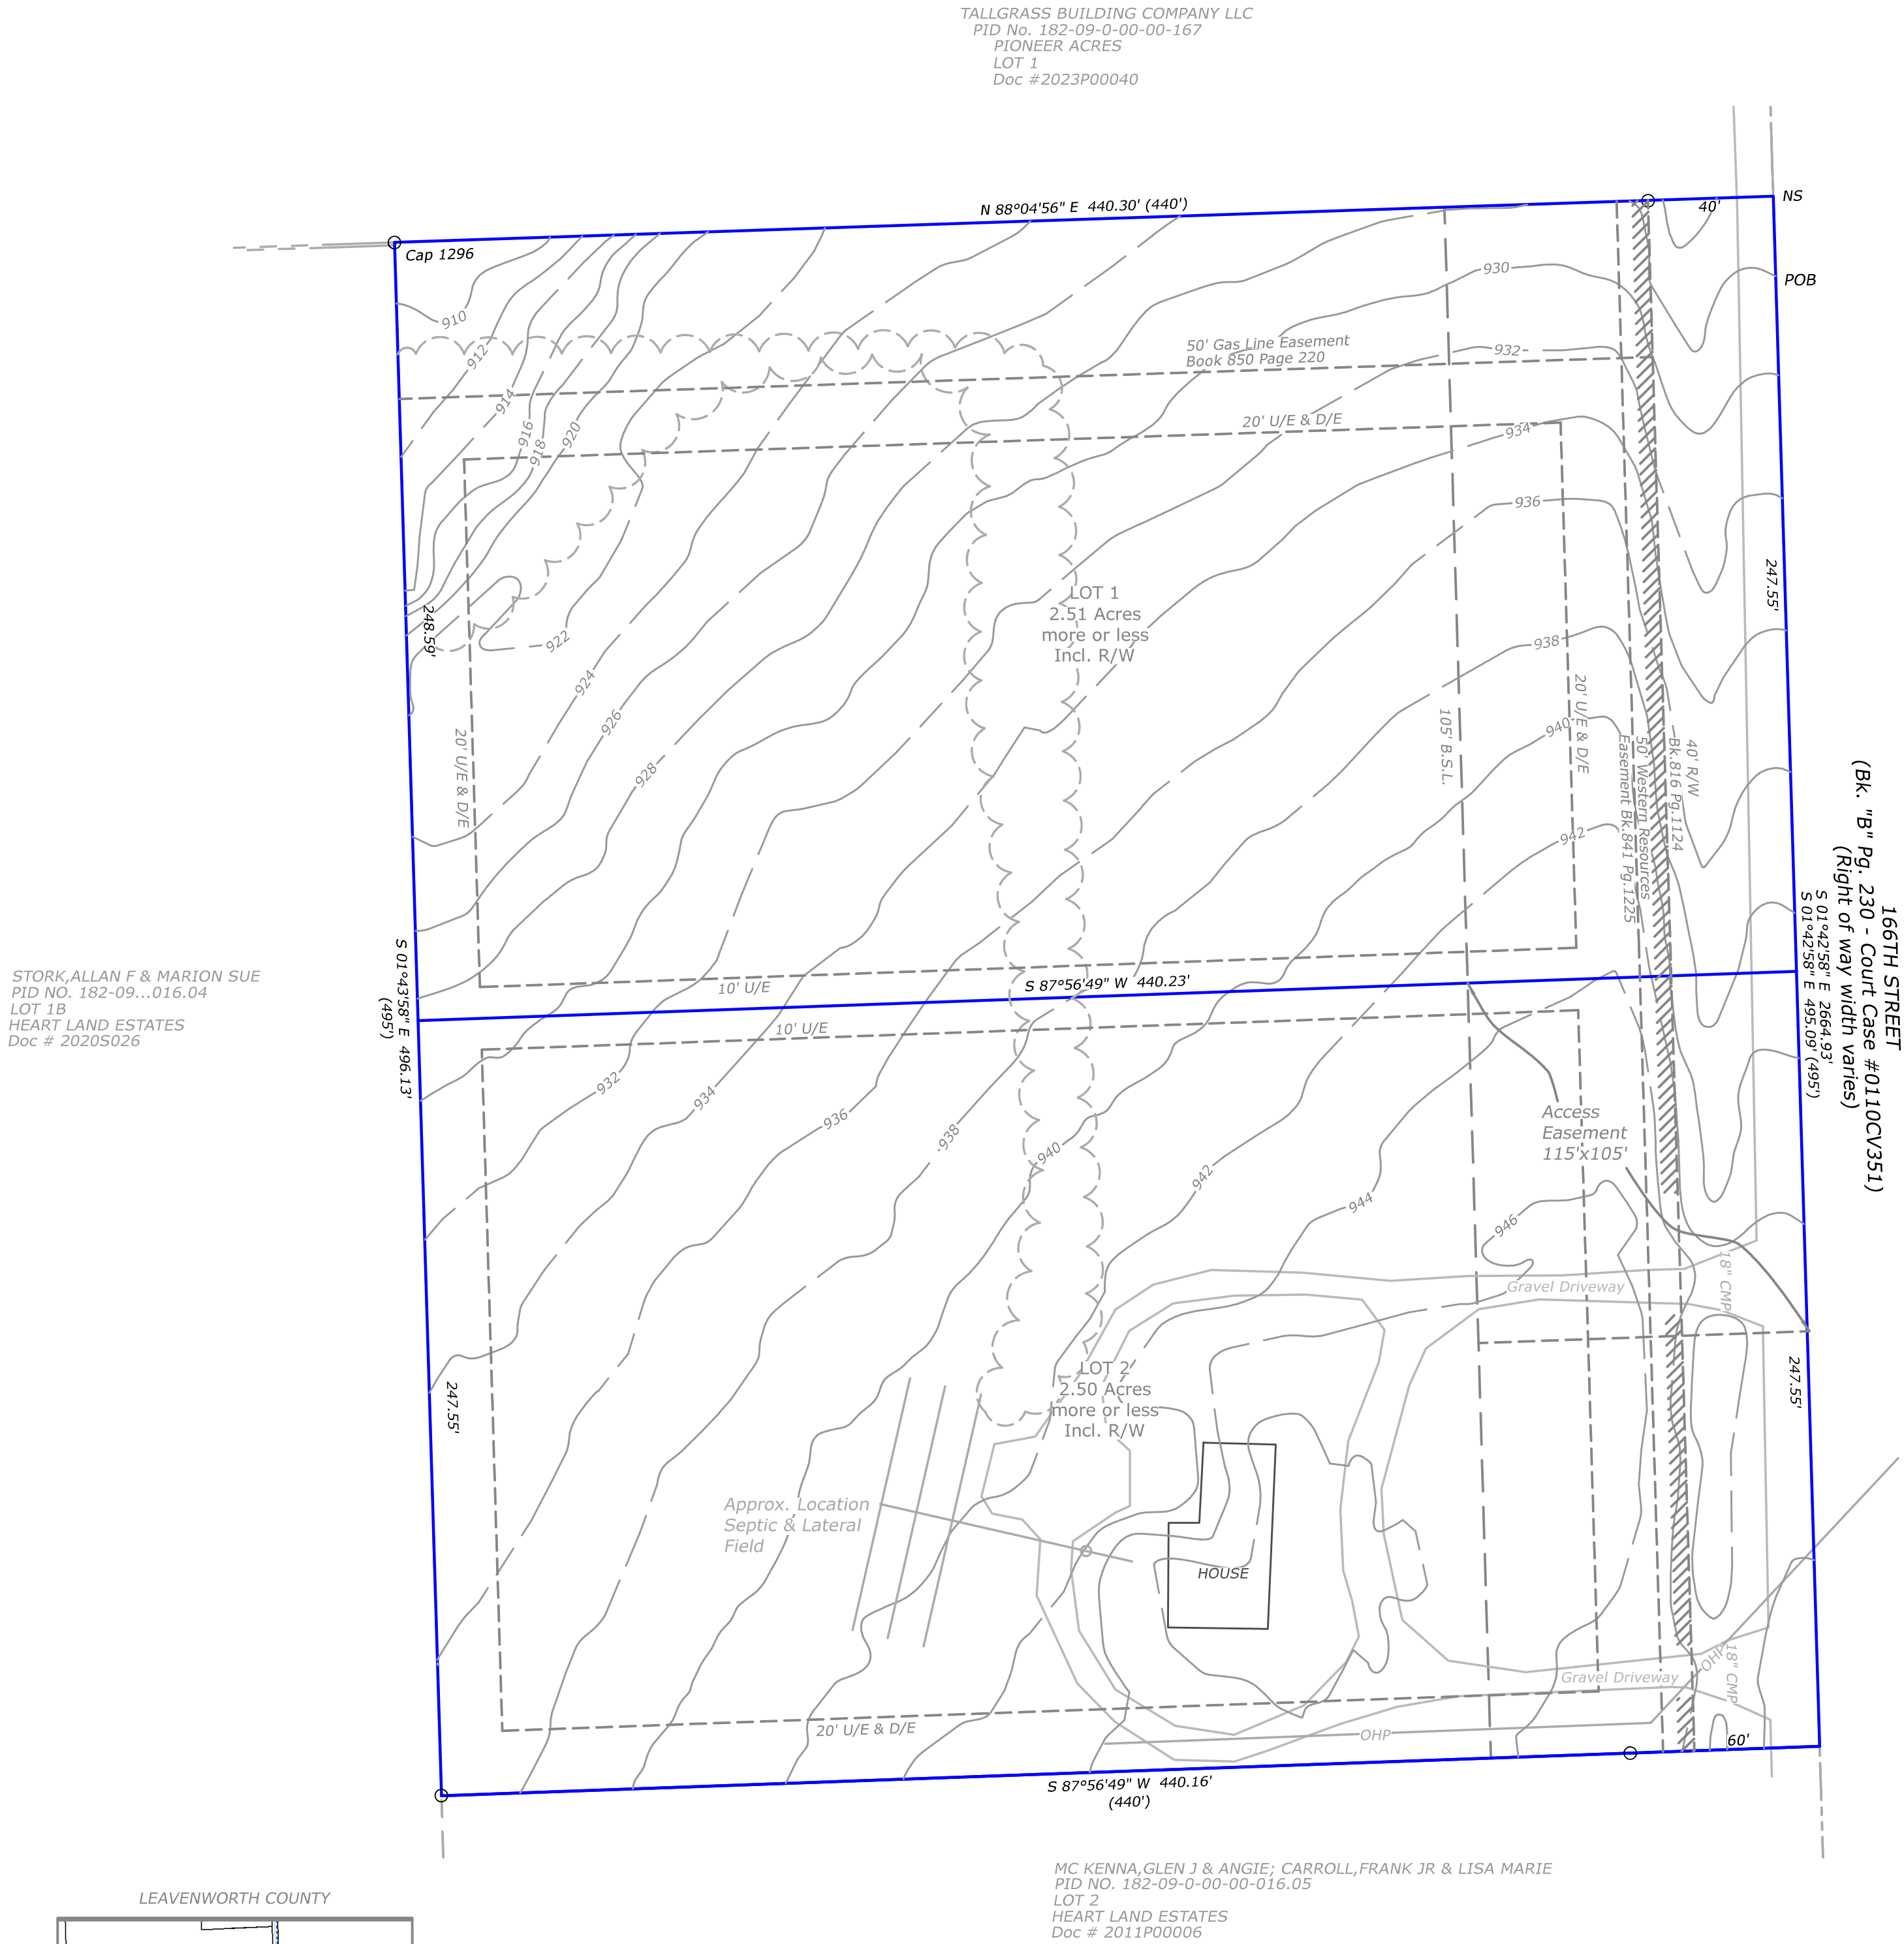 TALLGRASS BUILDING COMPANY LLC
PID No. 182-09-0-00-00-167
PIONEER ACRES
LOT 1
Doc #2023P00040
N 88°04'56" E  440.30' (440')
40'
NS
Cap 1296
POB
910
912
914
916
918
920
930
932
934
936
938
940
942
50' Gas Line Easement
Book 850 Page 220
20' U/E & D/E
LOT 1
2.51 Acres
more or less
Incl. R/W
248.59'
247.55'
922
924
926
928
20' U/E & D/E
105' B.S.L.
20' U/E & D/E
50' Western Resources
Easement Bk.841 Pg.1225
40' R/W
Bk.816 Pg.1124
166TH STREET
(Bk. "B" Pg. 230 - Court Case #0110CV351)
(Right of way width varies)
S 01°42'58" E  2664.93'
S 01°42'58" E  495.09' (495')
STORK,ALLAN F & MARION SUE
PID NO. 182-09...016.04
LOT 1B
HEART LAND ESTATES
Doc # 2020S026
S 01°43'58" E  496.13'
(495')
10' U/E
S 87°56'49" W  440.23'
10' U/E
932
934
936
938
940
942
944
946
Access
Easement
115'x105'
Gravel Driveway
18" CMP
LOT 2
2.50 Acres
more or less
Incl. R/W
247.55'
247.55'
Approx. Location
Septic & Lateral
Field
HOUSE
Gravel Driveway
OHP
18" CMP
20' U/E & D/E
OHP
60'
S 87°56'49" W  440.16'
(440')
MC KENNA,GLEN J & ANGIE; CARROLL,FRANK JR & LISA MARIE
PID NO. 182-09-0-00-00-016.05
LOT 2
HEART LAND ESTATES
Doc # 2011P00006
LEAVENWORTH COUNTY